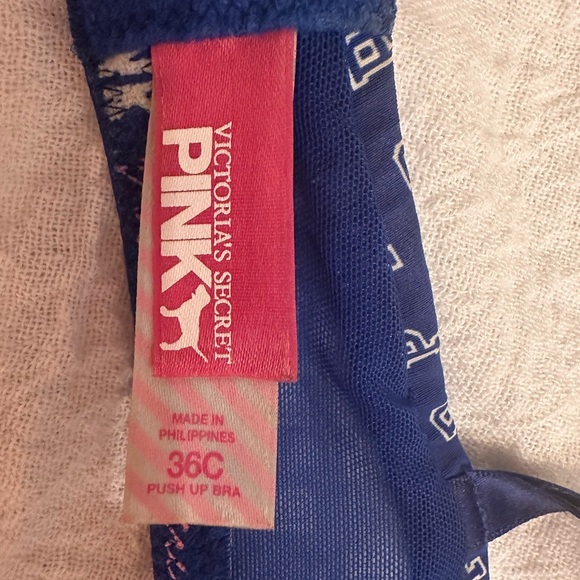 VICTORIA'S SECRET
PINK
MADE IN
PHILIPPINES
36C
PUSH UP BRA